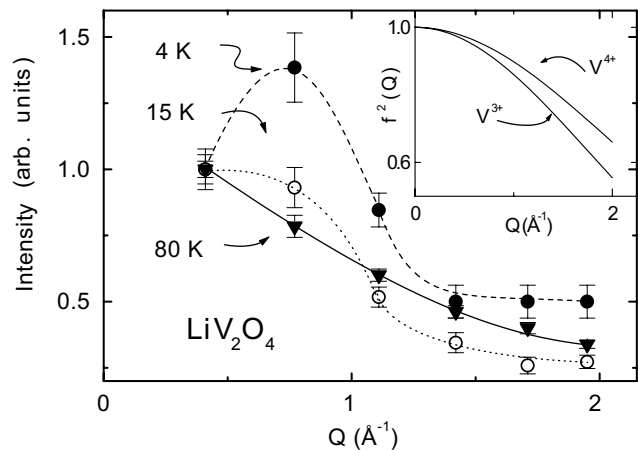 1.5
1.0
0.5
Intensity (arb. units)
4 K
15 K
80 K
LiV₂O₄
0
1
2
Q (Å⁻¹)
1.0
0.6
f ² (Q)
V⁴⁺
V³⁺
0
1
2
Q(Å⁻¹)